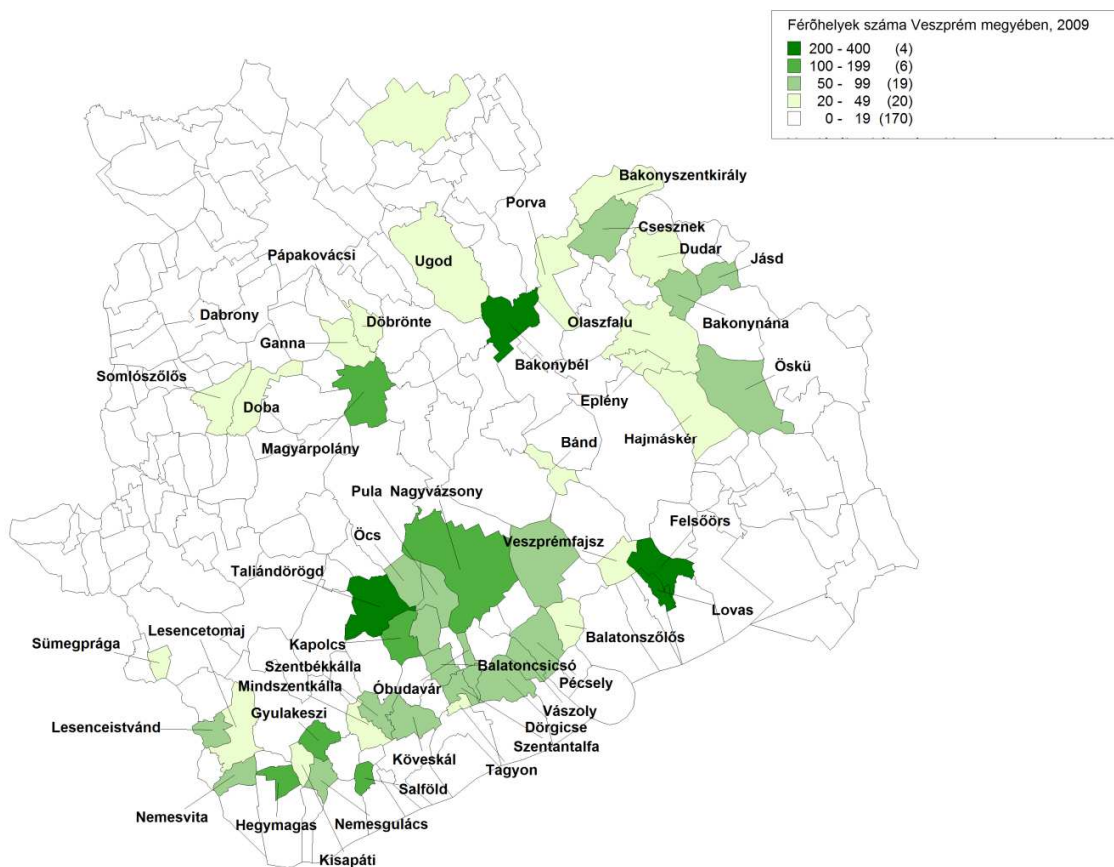 Férõhelyek száma Veszprém megyében, 2009
200 - 400 (4)
100 - 199 (6)
50 - 99 (19)
20 - 49 (20)
0 - 19 (170)
Bakonyszentkirály
Porva
Csesznek
Dudar
Pápakovácsi
Ugod
Jásd
Dabrony
Döbrönte
Olaszfalu
Bakonynána
Ganna
Bakonybél
Öskü
Somlószőlős
Eplény
Doba
Hajmáskér
Magyarpolány
Bánd
Pula
Nagyvázsony
Felsőörs
Öcs
Veszprémfajsz
Taliándörögd
Lovas
Lesencetomaj
Sümegprága
Kapolcs
Balatonszőlős
Szentbékkálla
Balatoncsicsó
Mindszentkálla
Óbudavár
Pécsely
Gyulakeszi
Vászoly
Lesenceistvánd
Dörgicse
Szentantalfa
Köveskál
Tagyon
Salföld
Nemesvita
Hegymagas
Nemesgulács
Kisapáti